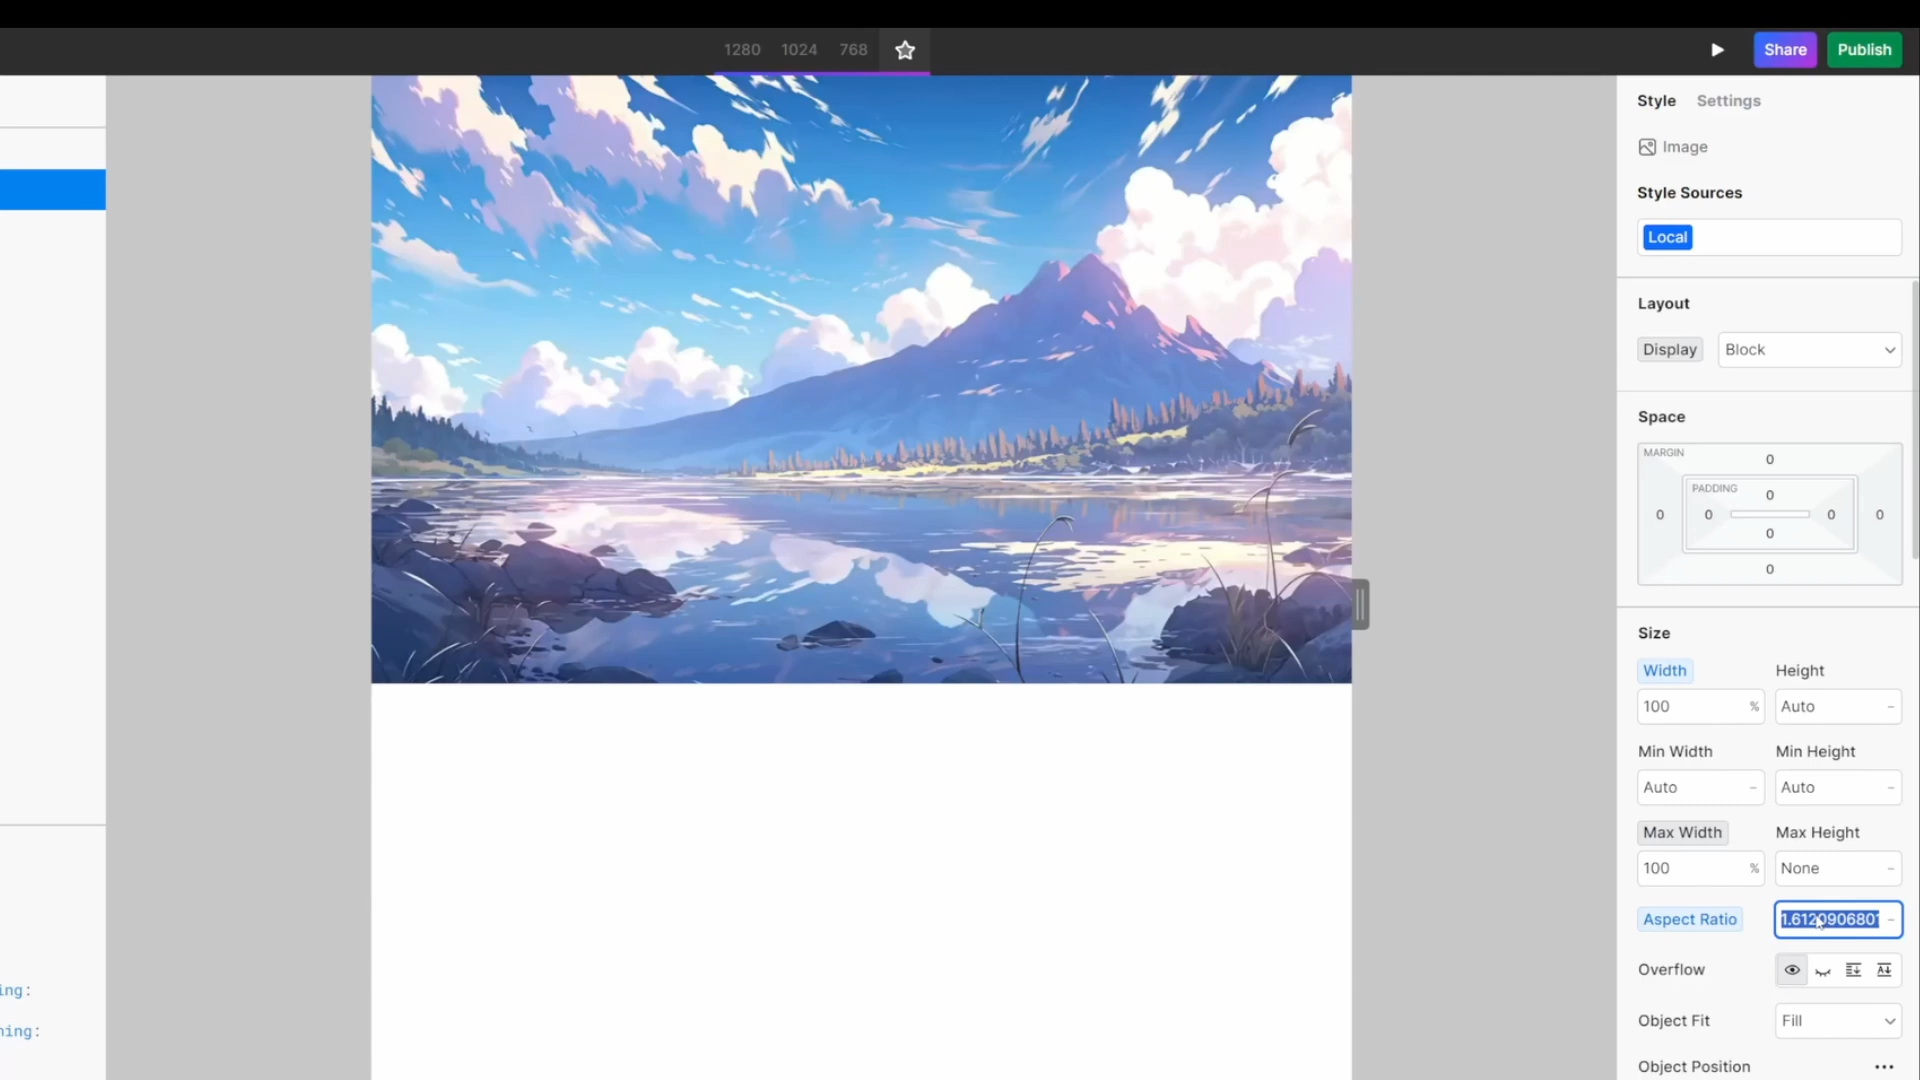 1280 1024 768
Share Publish
Style Settings
Image
Style Sources
Local
Layout
Display Block
Space
MARGIN
0
PADDING
0
0 0 0 0
0
0
Size
Width Height
100 % Auto –
Min Width Min Height
Auto – Auto –
Max Width Max Height
100 % None –
Aspect Ratio 1.6120906801 –
Overflow
Object Fit Fill
ing:
Object Position
ning: